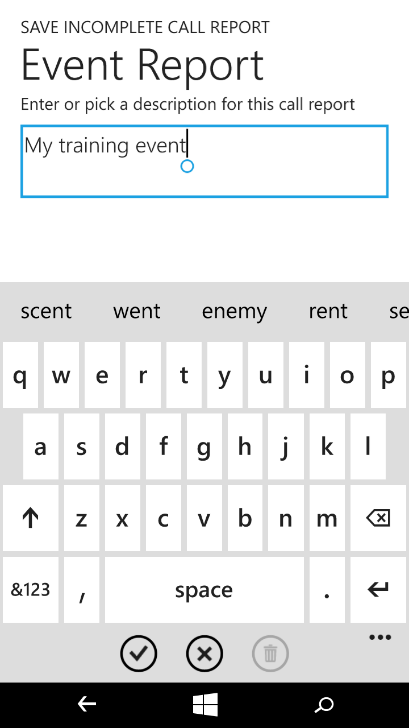 SAVE INCOMPLETE CALL REPORT
Event Report
Enter or pick a description for this call report
My training event
scent went enemy rent se
q w e r t y u i o p
a s d f g h j k l
z x c v b n m
&123 , space .